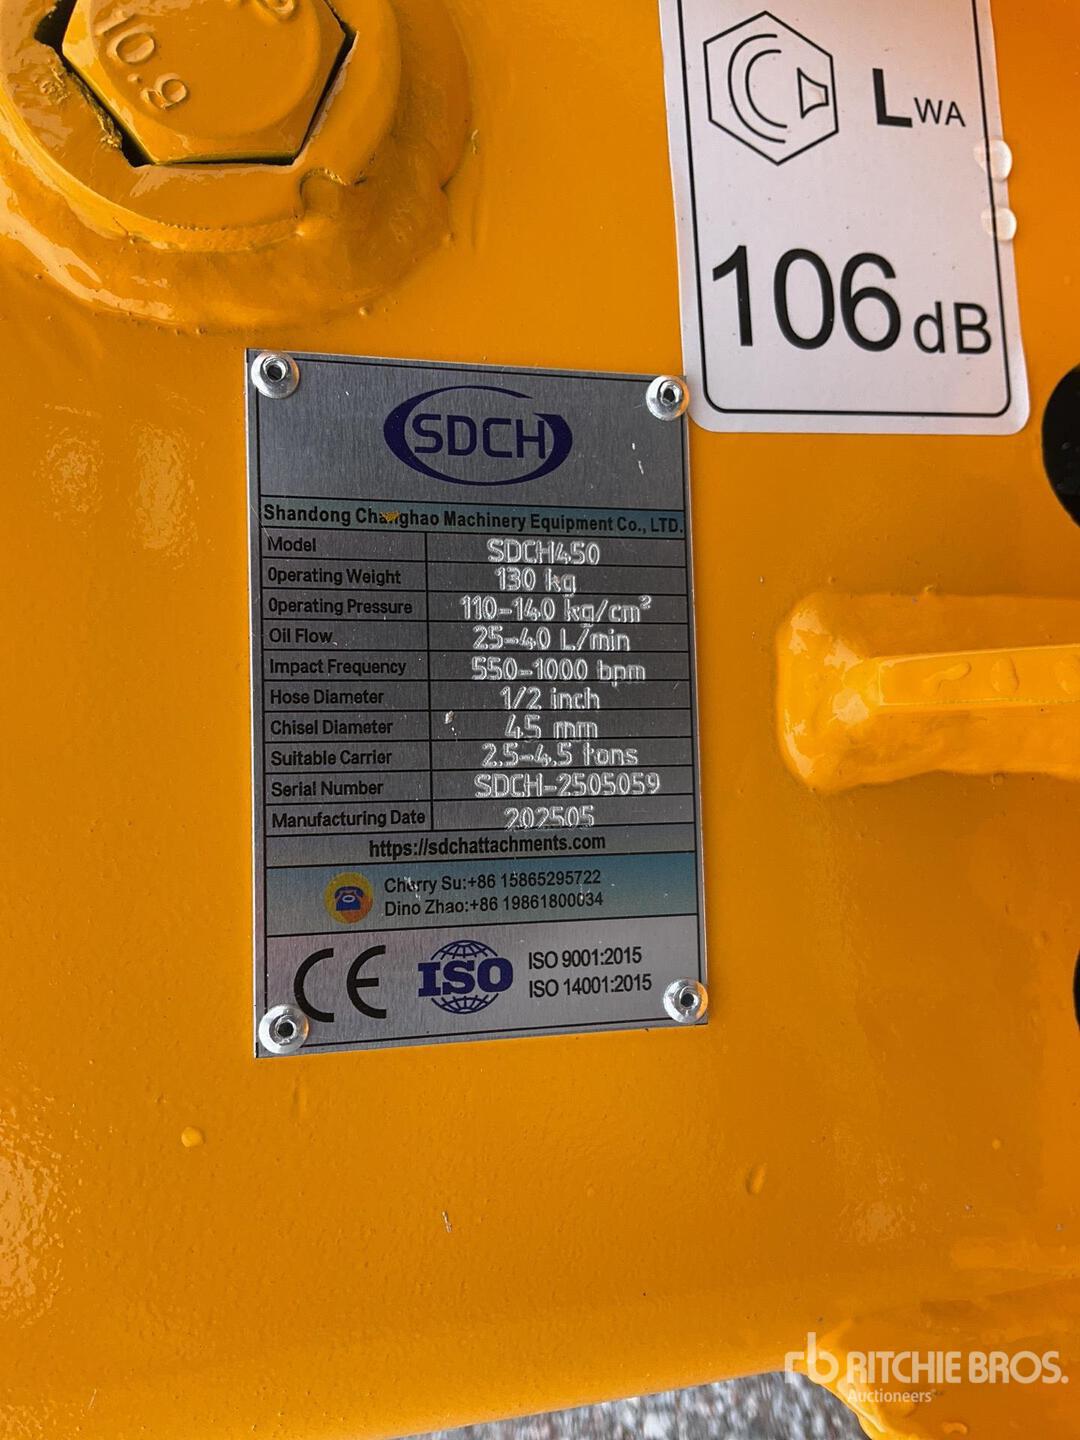 10.9
LWA
106 dB
SDCH
Shandong Changhao Machinery Equipment Co., LTD.
Model SDCH450
Operating Weight 130 kg
Operating Pressure 110-140 kg/cm²
Oil Flow 25-40 L/min
Impact Frequency 550-1000 bpm
Hose Diameter 1/2 inch
Chisel Diameter 45 mm
Suitable Carrier 2.5-4.5 tons
Serial Number SDCH-2505059
Manufacturing Date 202505
https://sdchattachments.com
Cherry Su:+86 15865295722
Dino Zhao:+86 19861800034
CE ISO ISO 9001:2015
ISO 14001:2015
rb RITCHIE BROS.
Auctioneers